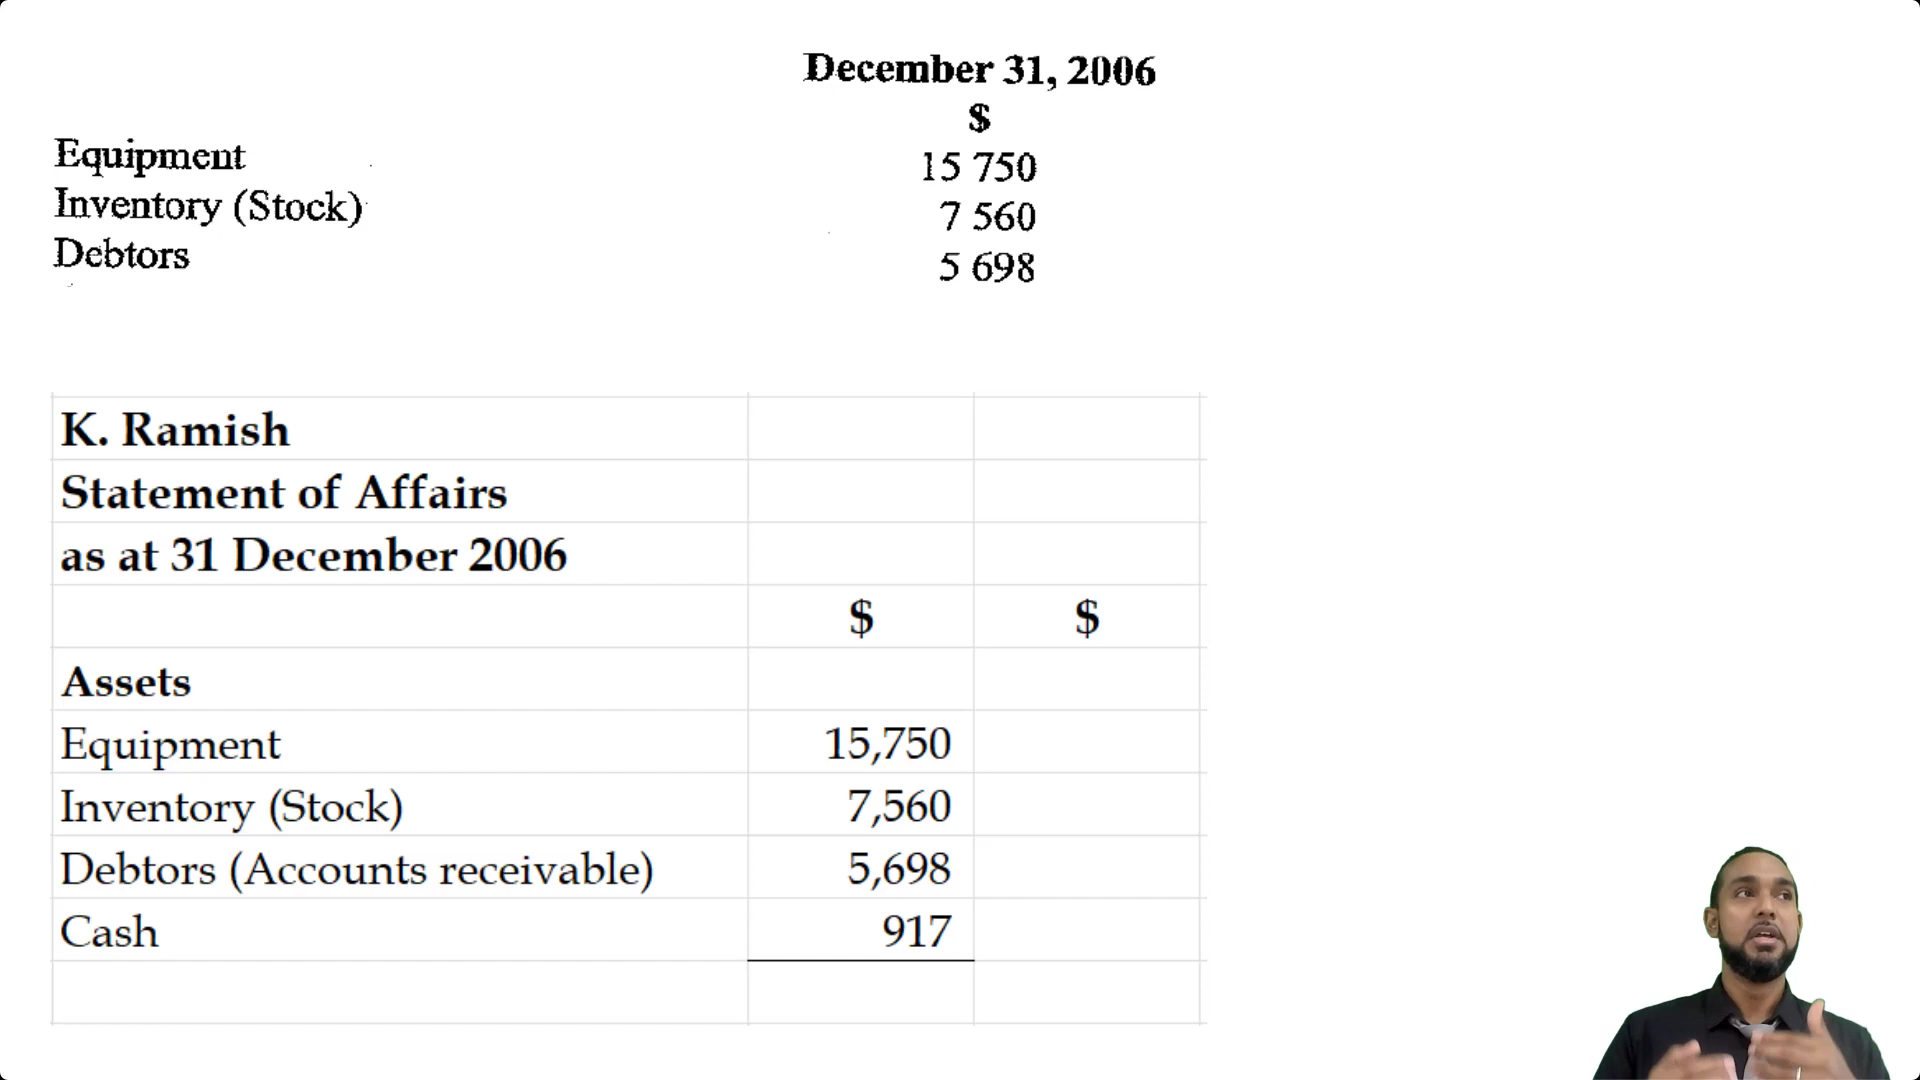 December 31, 2006
$
Equipment 15 750
Inventory (Stock) 7 560
Debtors 5 698
K. Ramish
Statement of Affairs
as at 31 December 2006
$ $
Assets
Equipment 15,750
Inventory (Stock) 7,560
Debtors (Accounts receivable) 5,698
Cash 917